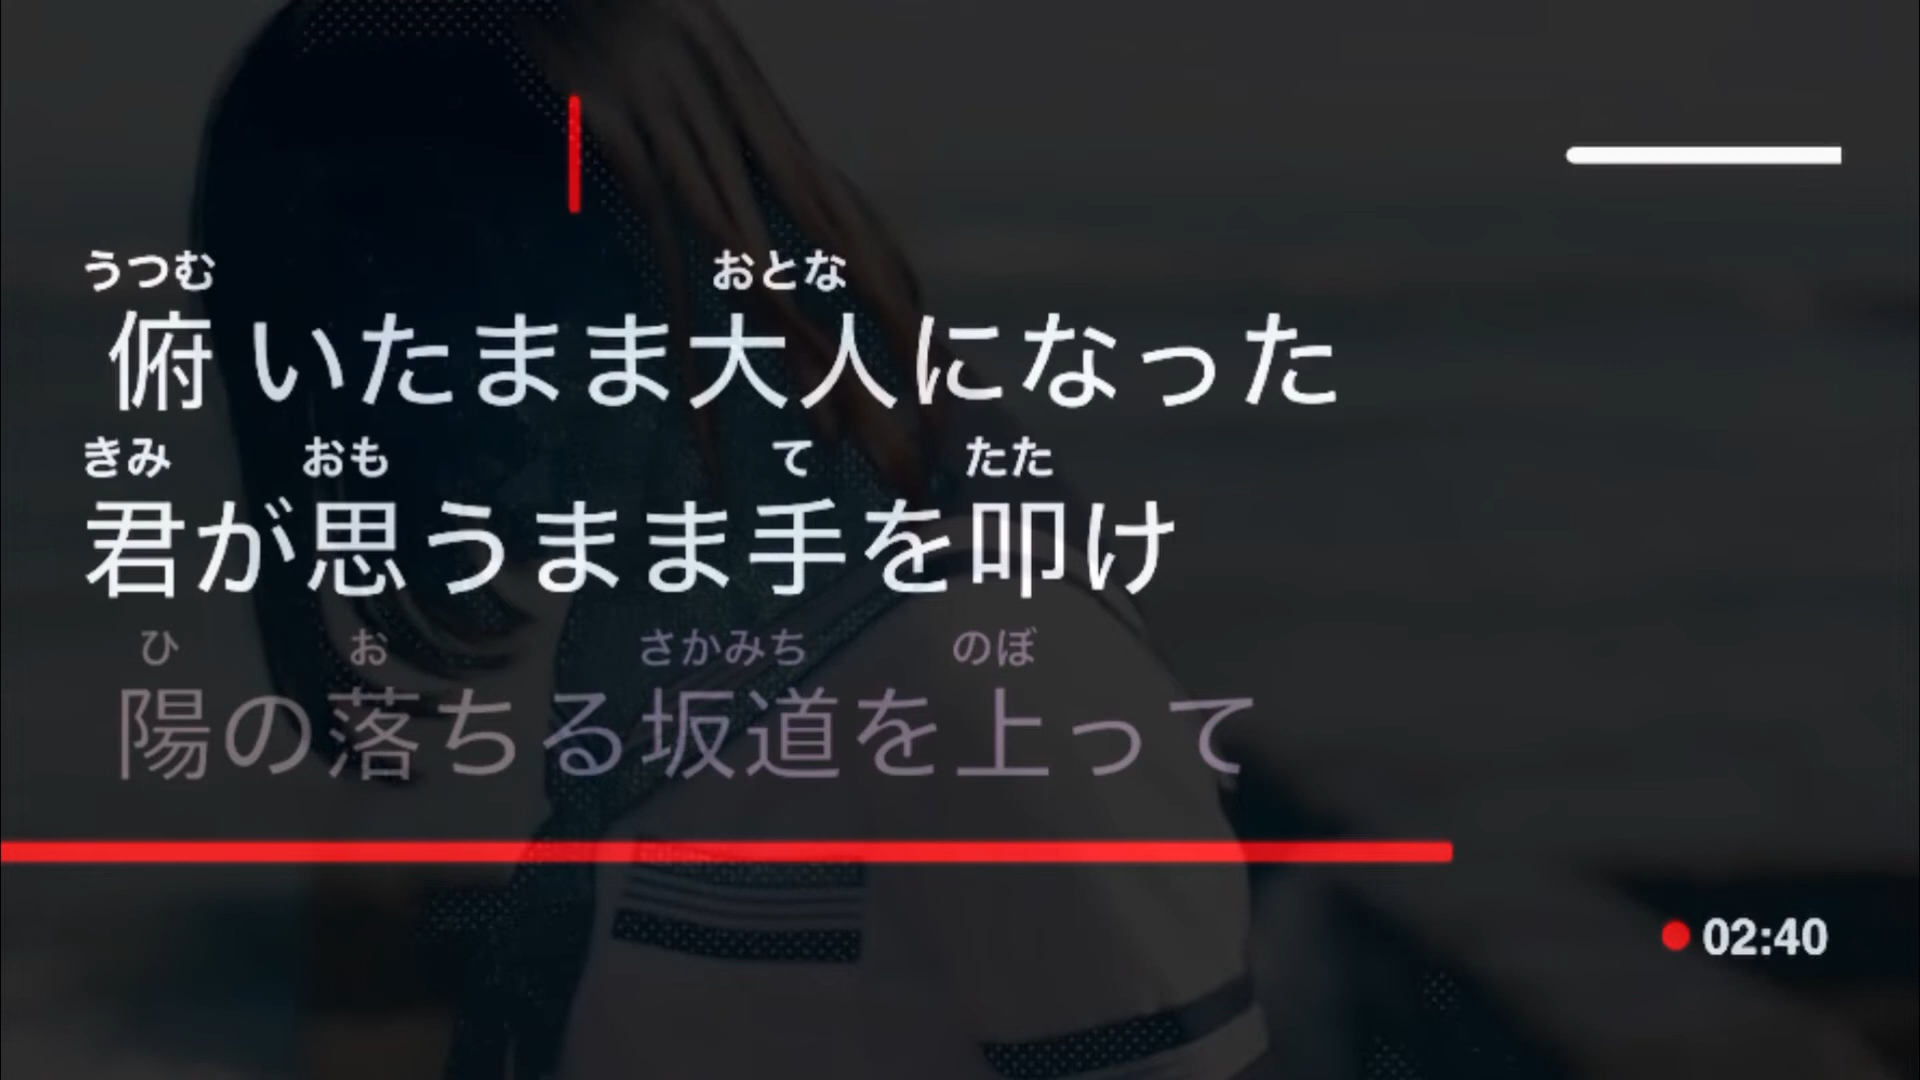 うつむ おとな
俯いたまま大人になった
きみ おも て たた
君が思うまま手を叩け
ひ お さかみち のぼ
陽の落ちる坂道を上って
02:40